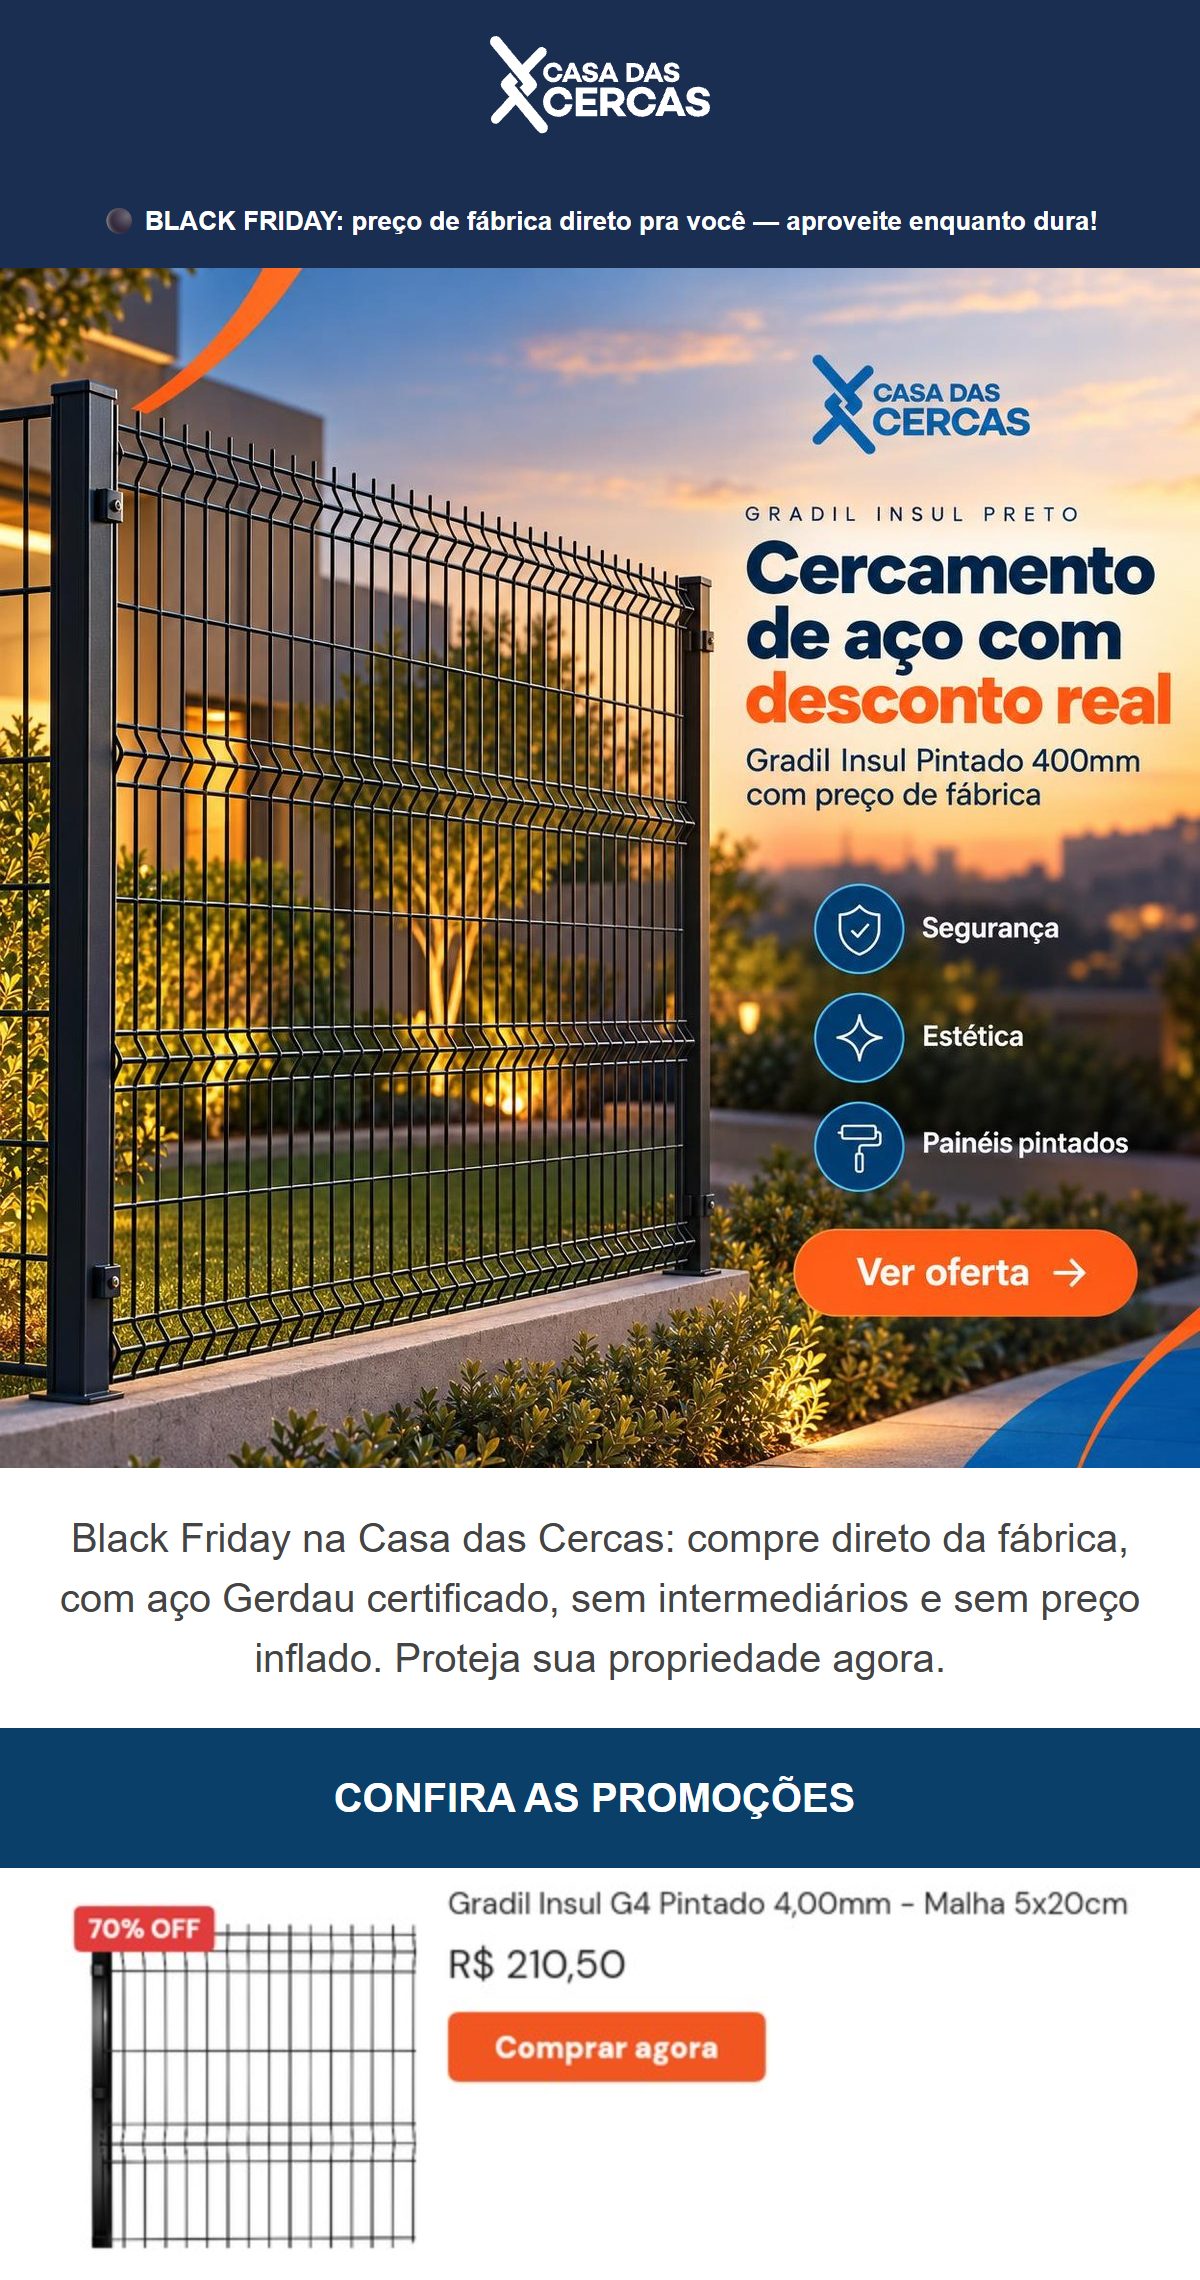 CASA DAS
CERCAS
BLACK FRIDAY: preço de fábrica direto pra você — aproveite enquanto dura!
CASA DAS
CERCAS
GRADIL INSUL PRETO
Cercamento
de aço com
desconto real
Gradil Insul Pintado 400mm
com preço de fábrica
Segurança
Estética
Painéis pintados
Ver oferta →
Black Friday na Casa das Cercas: compre direto da fábrica,
com aço Gerdau certificado, sem intermediários e sem preço
inflado. Proteja sua propriedade agora.
CONFIRA AS PROMOÇÕES
70% OFF
Gradil Insul G4 Pintado 4,00mm - Malha 5x20cm
R$ 210,50
Comprar agora